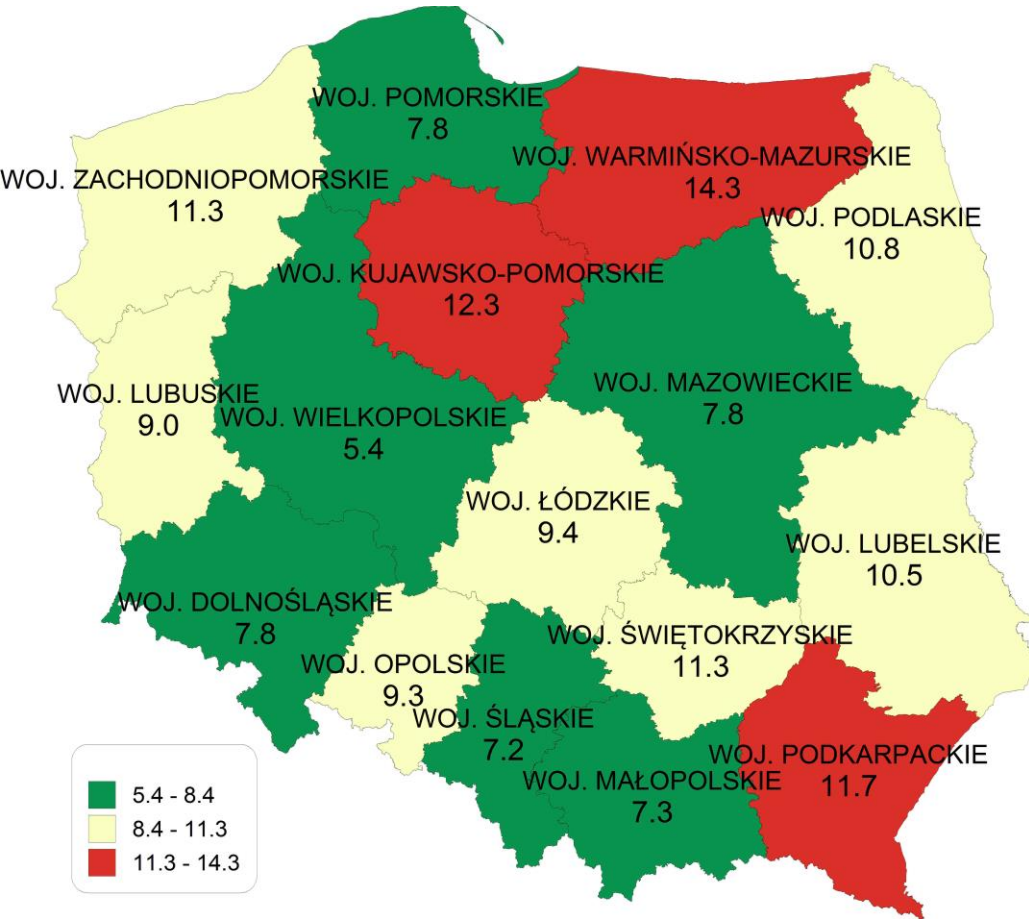 WOJ. POMORSKIE
7.8
WOJ. WARMIŃSKO-MAZURSKIE
14.3
WOJ. ZACHODNIOPOMORSKIE
11.3
WOJ. PODLASKIE
10.8
WOJ. KUJAWSKO-POMORSKIE
12.3
WOJ. LUBUSKIE
9.0
WOJ. WIELKOPOLSKIE
5.4
WOJ. MAZOWIECKIE
7.8
WOJ. ŁÓDZKIE
9.4
WOJ. LUBELSKIE
10.5
WOJ. DOLNOŚLĄSKIE
7.8
WOJ. OPOLSKIE
9.3
WOJ. ŚWIĘTOKRZYSKIE
11.3
WOJ. ŚLĄSKIE
7.2
WOJ. MAŁOPOLSKIE
7.3
WOJ. PODKARPACKIE
11.7
5.4 - 8.4
8.4 - 11.3
11.3 - 14.3